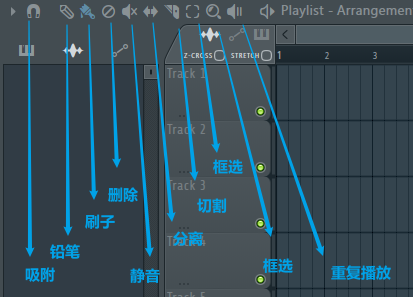 Playlist - Arrangement
Z-CROSS STRETCH
1 2 3
Track 1
Track 2
框选
删除
Track 3
切割
刷子
分离
Track 4
铅笔
吸附
静音
框选
重复播放
Track 5